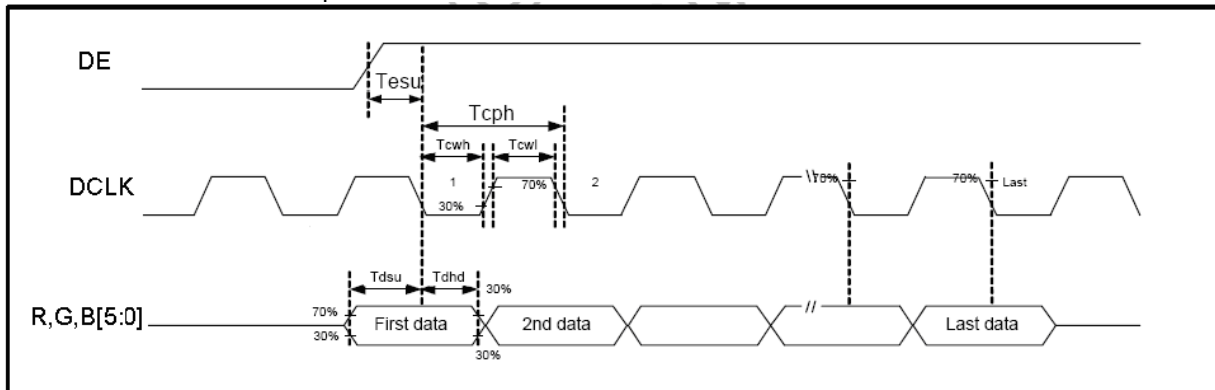 DE
Tesu
Tcph
Tcwh
Tcwl
DCLK
1
70%
2
70%
70%
Last
30%
Tdsu
Tdhd
30%
R,G,B[5:0]
70%
First data
2nd data
//
Last data
30%
30%